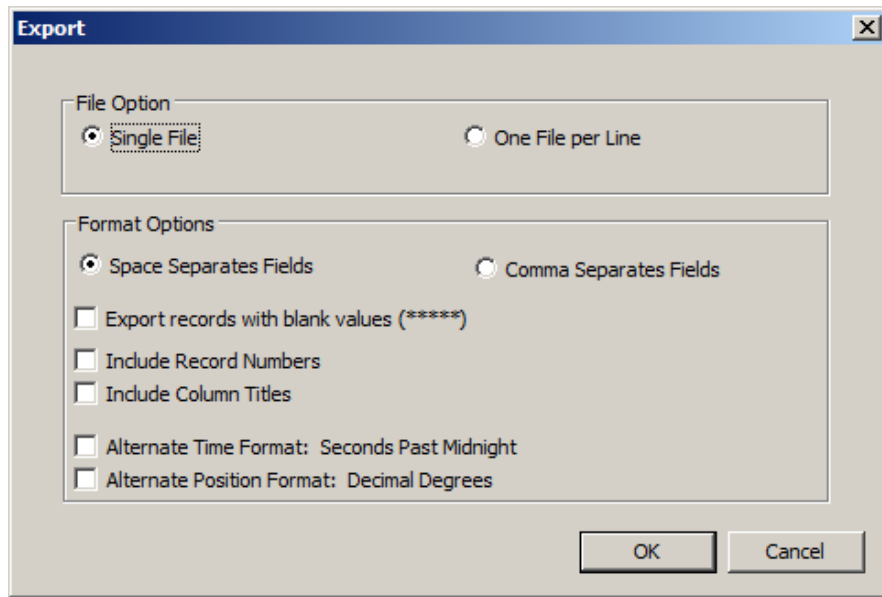 Export
File Option
Single File One File per Line
Format Options
Space Separates Fields Comma Separates Fields
Export records with blank values (*****)
Include Record Numbers
Include Column Titles
Alternate Time Format:  Seconds Past Midnight
Alternate Position Format:  Decimal Degrees
OK Cancel